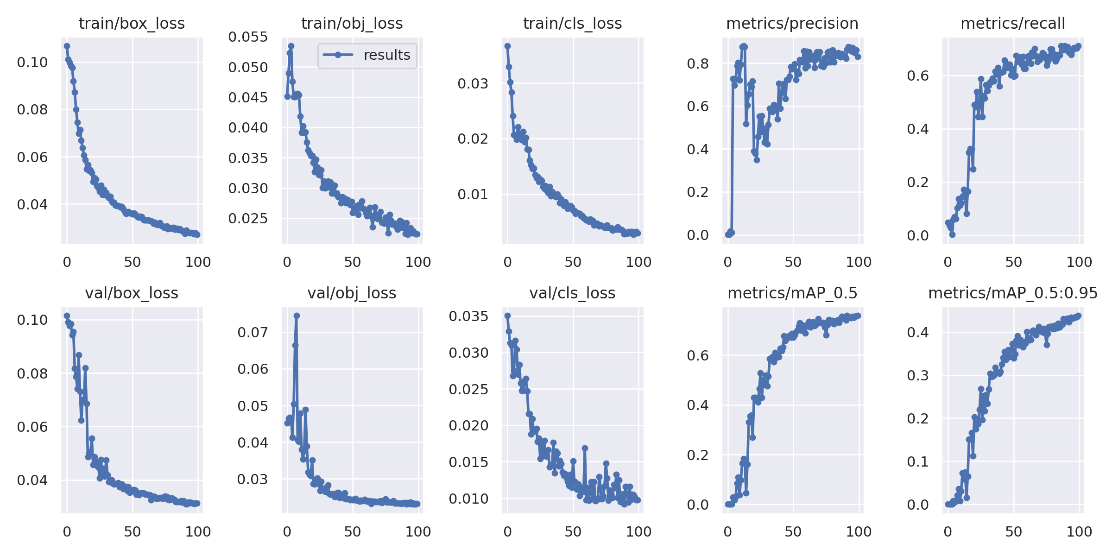 train/box_loss
train/obj_loss
train/cls_loss
metrics/precision
metrics/recall
0.10
0.08
0.06
0.04
0 50 100
0.055
0.050
0.045
0.040
0.035
0.030
0.025
results
0 50 100
0.03
0.02
0.01
0 50 100
0.8
0.6
0.4
0.2
0.0
0 50 100
0.6
0.4
0.2
0.0
0 50 100
val/box_loss
val/obj_loss
val/cls_loss
metrics/mAP_0.5
metrics/mAP_0.5:0.95
0.10
0.08
0.06
0.04
0 50 100
0.07
0.06
0.05
0.04
0.03
0 50 100
0.035
0.030
0.025
0.020
0.015
0.010
0 50 100
0.6
0.4
0.2
0.0
0 50 100
0.4
0.3
0.2
0.1
0.0
0 50 100